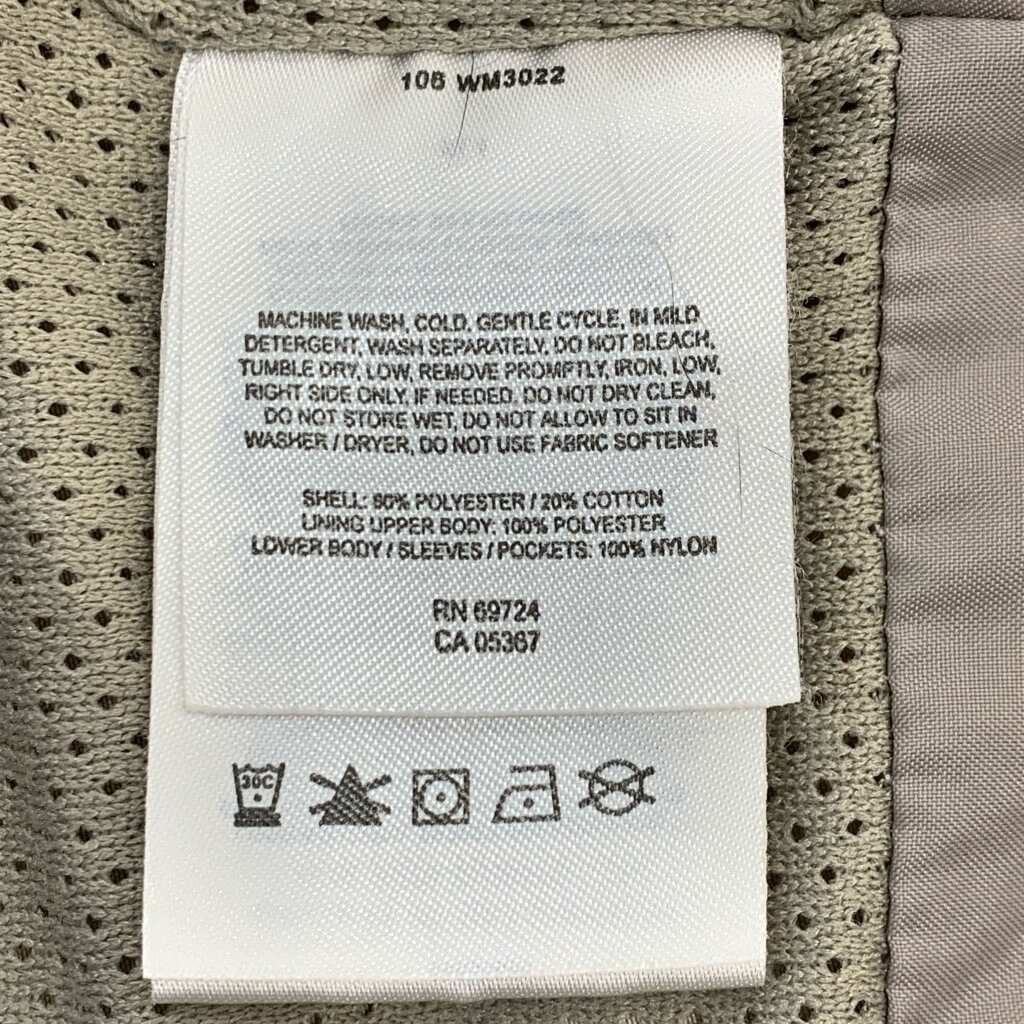 106 WM3022
MACHINE WASH, COLD, GENTLE CYCLE, IN MILD
DETERGENT, WASH SEPARATELY, DO NOT BLEACH,
TUMBLE DRY, LOW, REMOVE PROMPTLY, IRON, LOW,
RIGHT SIDE ONLY, IF NEEDED, DO NOT DRY CLEAN,
DO NOT STORE WET, DO NOT ALLOW TO SIT IN
WASHER / DRYER, DO NOT USE FABRIC SOFTENER
SHELL: 80% POLYESTER / 20% COTTON
LINING UPPER BODY: 100% POLYESTER
LOWER BODY / SLEEVES / POCKETS: 100% NYLON
RN 69724
CA 05367
30C